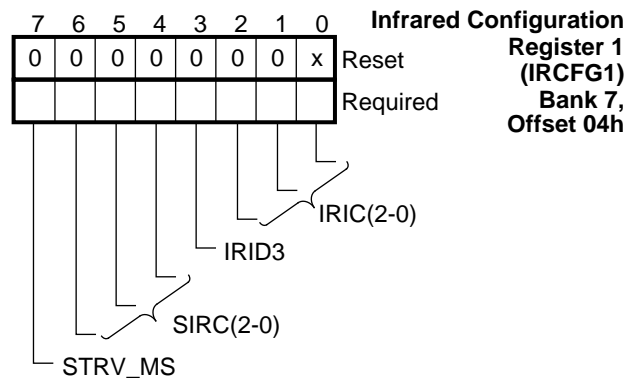 7 6 5 4 3 2 1 0
0 0 0 0 0 0 0 x Reset
Required
Infrared Configuration
Register 1
(IRCFG1)
Bank 7,
Offset 04h
IRIC(2-0)
IRID3
SIRC(2-0)
STRV_MS